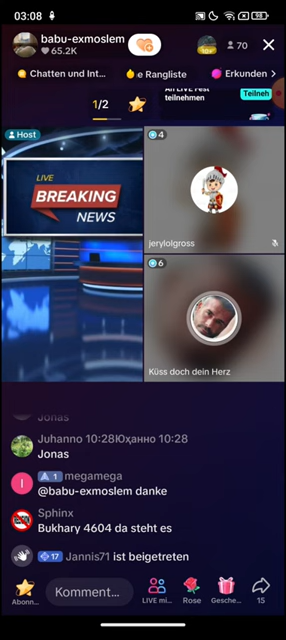 03:08
98
babu-exmoslem
65.2K
70
Chatten und Int...
e Rangliste
Erkunden
1/2
An LIVE Fest
teilnehmen
Teilneh
Host
LIVE
BREAKING
NEWS
4
jerylolgross
6
Küss doch dein Herz
Jonas
Juhanno 10:28Юҳанно 10:28
Jonas
I
1 megamega
@babu-exmoslem danke
Sphinx
Bukhary 4604 da steht es
17 Jannis71 ist beigetreten
Abonn...
Komment...
LIVE mi...
Rose
Gesche...
15